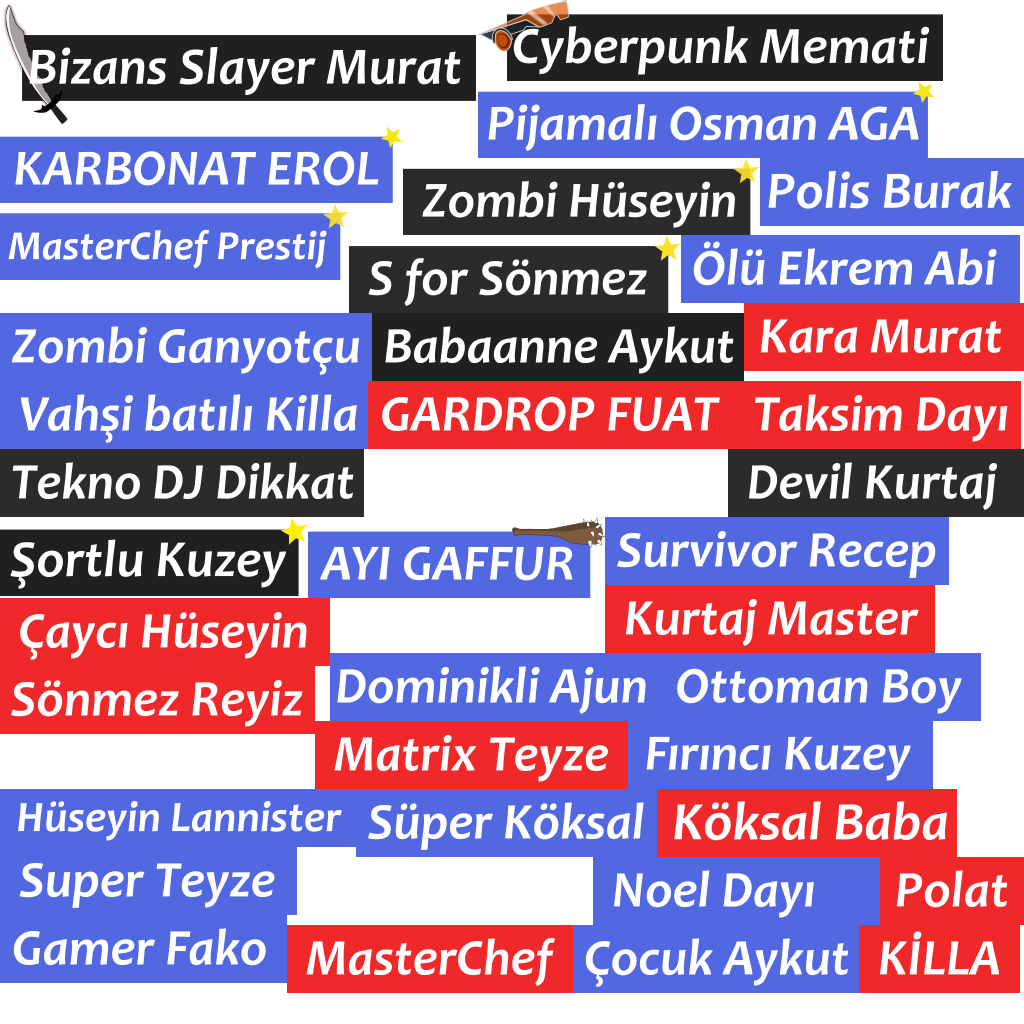 Bizans Slayer Murat
Cyberpunk Memati
Pijamalı Osman AGA
KARBONAT EROL
Zombi Hüseyin
Polis Burak
MasterChef Prestij
S for Sönmez
Ölü Ekrem Abi
Zombi Ganyotçu
Babaanne Aykut
Kara Murat
Vahşi batılı Killa
GARDROP FUAT
Taksim Dayı
Tekno DJ Dikkat
Devil Kurtaj
Şortlu Kuzey
AYI GAFFUR
Survivor Recep
Çaycı Hüseyin
Kurtaj Master
Sönmez Reyiz
Dominikli Ajun
Ottoman Boy
Matrix Teyze
Fırıncı Kuzey
Hüseyin Lannister
Süper Köksal
Köksal Baba
Super Teyze
Noel Dayı
Polat
Gamer Fako
MasterChef
Çocuk Aykut
KİLLA